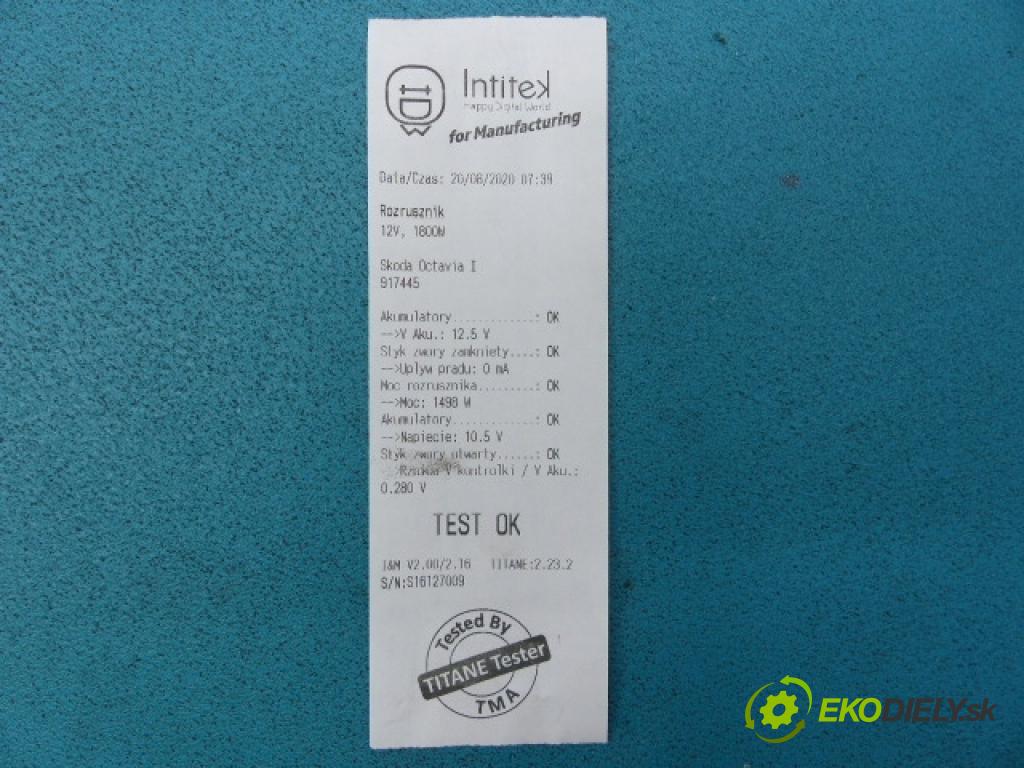 Intitek
Happy Digital World
for Manufacturing
Data/Czas: 20/08/2020 07:39
Rozrusznik
12V, 1800W
Skoda Octavia I
917445
Akumulatory.............: OK
-->V Aku.: 12.5 V
Styk zwory zamkniety....: OK
-->Uplyw pradu: 0 mA
Moc rozrusznika.........: OK
-->Moc: 1498 W
Akumulatory.............: OK
-->Napiecie: 10.5 V
Styk zwory otwarty......: OK
V kontrolki / V Aku.:
0.280 V
TEST OK
I&M V2.00/2.16 TITANE:2.23.2
S/N:S16127009
Tested By
TITANE Tester
TMA
EKODIELY.sk